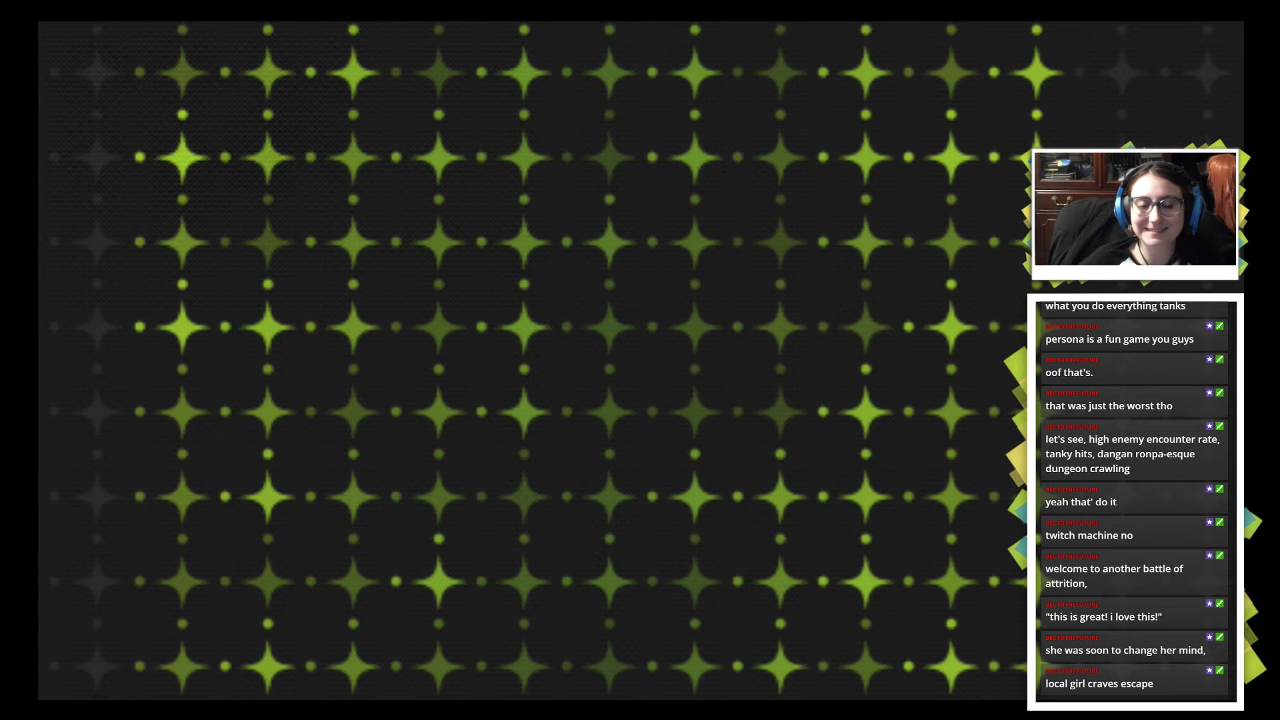 what you do everything tanks
persona is a fun game you guys
oof that's.
that was just the worst tho
let's see, high enemy encounter rate,
tanky hits, dangan ronpa-esque
dungeon crawling
yeah that' do it
twitch machine no
welcome to another battle of
attrition,
"this is great! i love this!"
she was soon to change her mind,
local girl craves escape